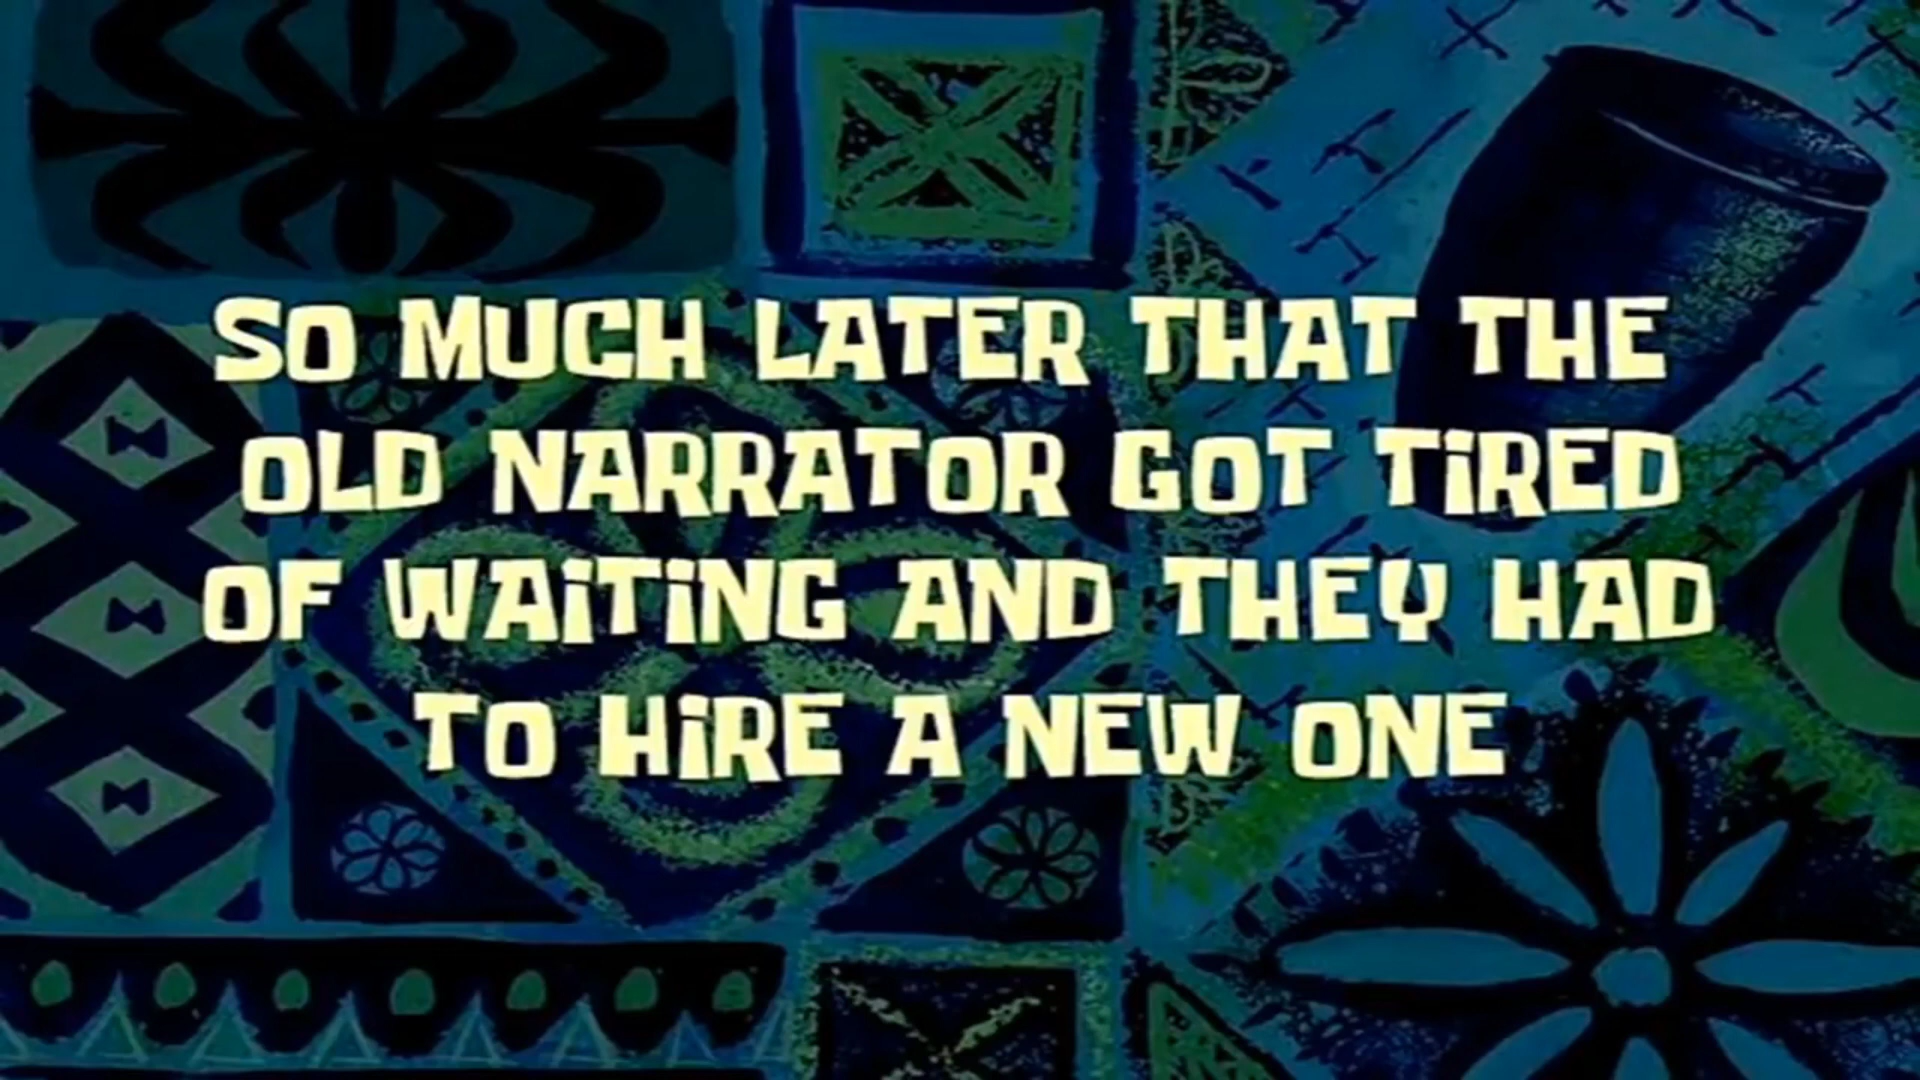 SO MUCH LATER THAT THE
OLD NARRATOR GOT TiRED
OF WAiTiNG AND THEY HAD
TO HiRE A NEW ONE